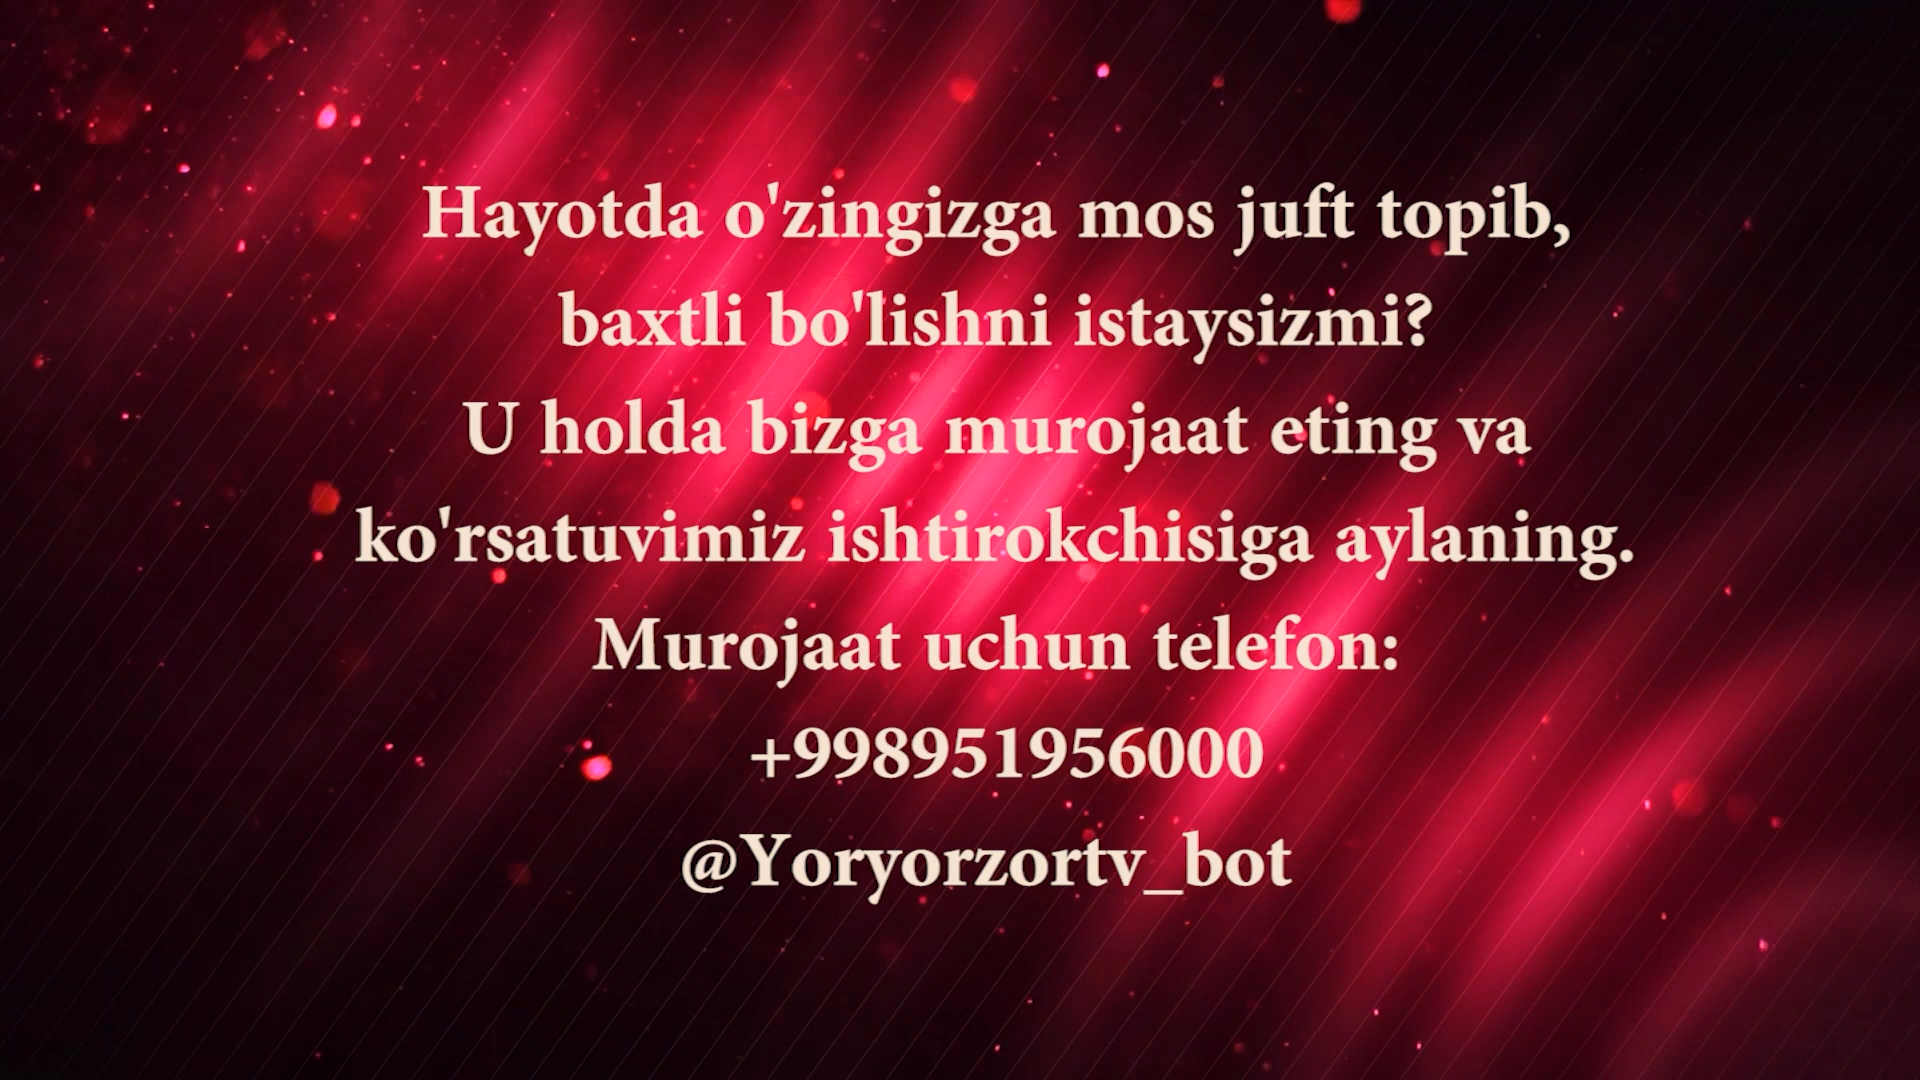 Hayotda o'zingizga mos juft topib,
baxtli bo'lishni istaysizmi?
U holda bizga murojaat eting va
ko'rsatuvimiz ishtirokchisiga aylaning.
Murojaat uchun telefon:
+998951956000
@Yoryorzortv_bot